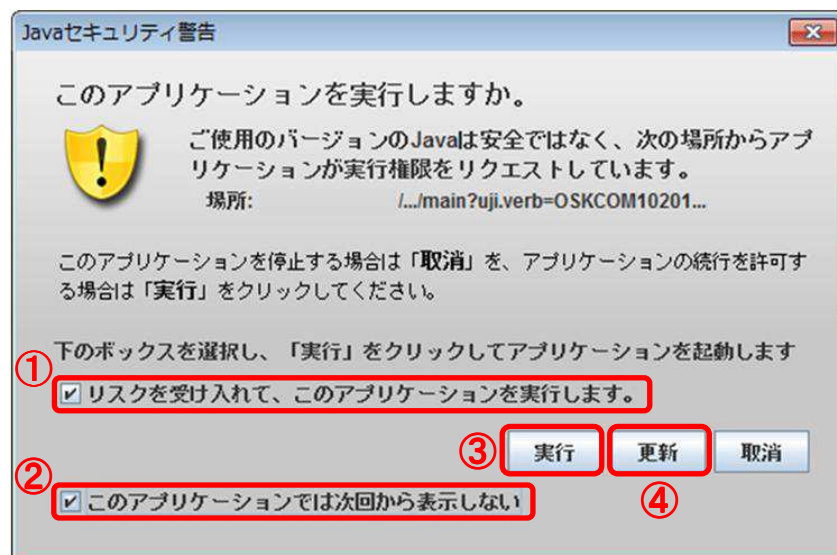 Javaセキュリティ警告
このアプリケーションを実行しますか。
ご使用のバージョンのJavaは安全ではなく、次の場所からアプ
リケーションが実行権限をリクエストしています。
場所: /.../main?uji.verb=OSKCOM10201...
このアプリケーションを停止する場合は「取消」を、アプリケーションの続行を許可す
る場合は「実行」をクリックしてください。
下のボックスを選択し、「実行」をクリックしてアプリケーションを起動します
①
リスクを受け入れて、このアプリケーションを実行します。
③ 実行 更新 取消
②
このアプリケーションでは次回から表示しない
④